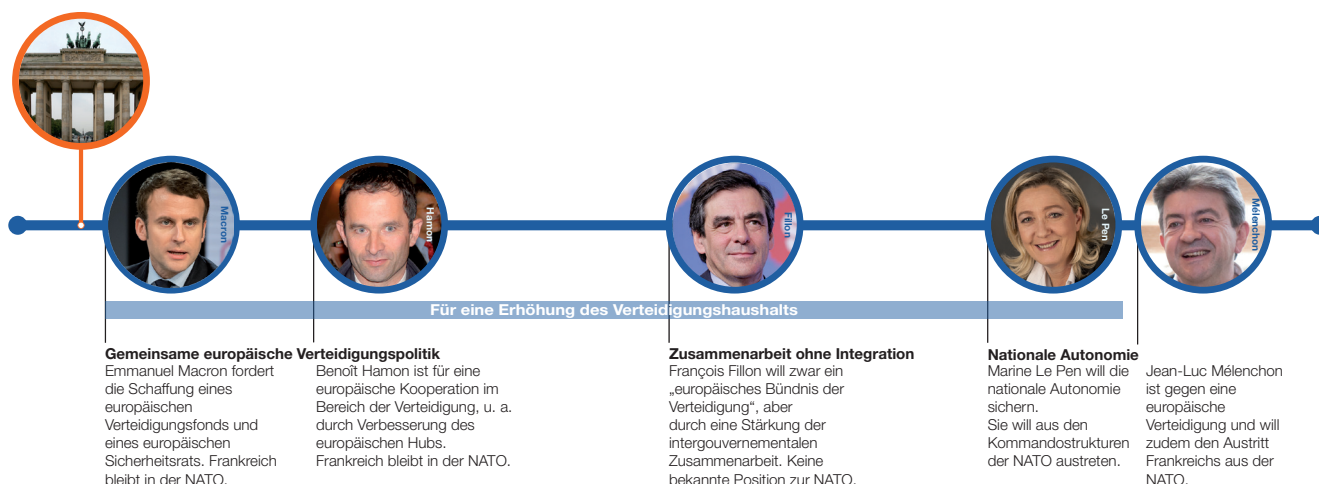 Macron
Hamon
Fillon
Le Pen
Mélenchon
Für eine Erhöhung des Verteidigungshaushalts
Gemeinsame europäische Verteidigungspolitik
Emmanuel Macron fordert
die Schaffung eines
europäischen
Verteidigungsfonds und
eines europäischen
Sicherheitsrats. Frankreich
bleibt in der NATO.
Benoît Hamon ist für eine
europäische Kooperation im
Bereich der Verteidigung, u. a.
durch Verbesserung des
europäischen Hubs.
Frankreich bleibt in der NATO.
Zusammenarbeit ohne Integration
François Fillon will zwar ein
„europäisches Bündnis der
Verteidigung“, aber
durch eine Stärkung der
intergouvernementalen
Zusammenarbeit. Keine
bekannte Position zur NATO.
Nationale Autonomie
Marine Le Pen will die
nationale Autonomie
sichern.
Sie will aus den
Kommandostrukturen
der NATO austreten.
Jean-Luc Mélenchon
ist gegen eine
europäische
Verteidigung und will
zudem den Austritt
Frankreichs aus der
NATO.